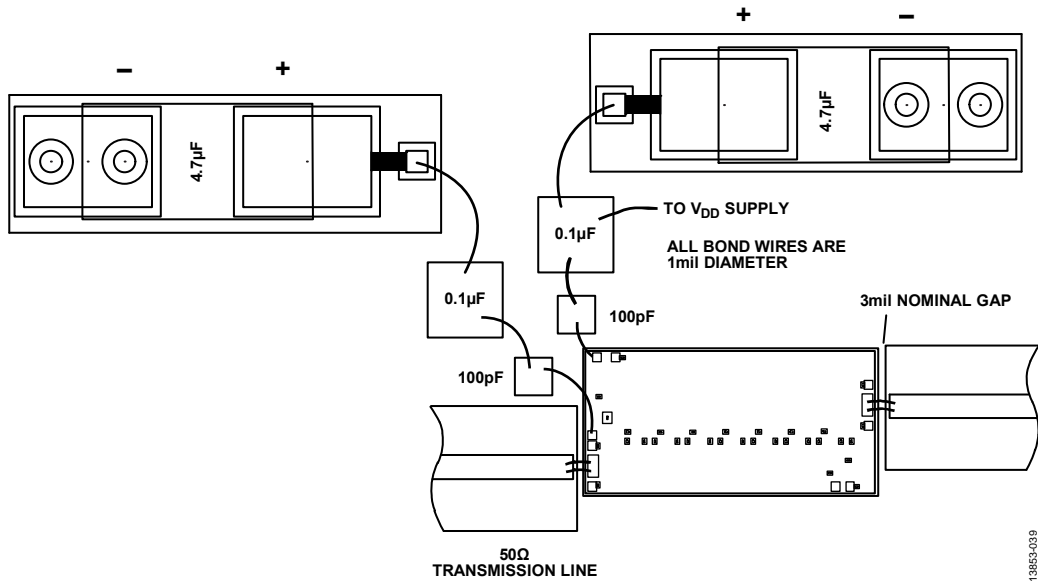 + −
− +
4.7µF
4.7µF
TO VDD SUPPLY
0.1µF
ALL BOND WIRES ARE
1mil DIAMETER
0.1µF
3mil NOMINAL GAP
100pF
100pF
50Ω
TRANSMISSION LINE
13853-039